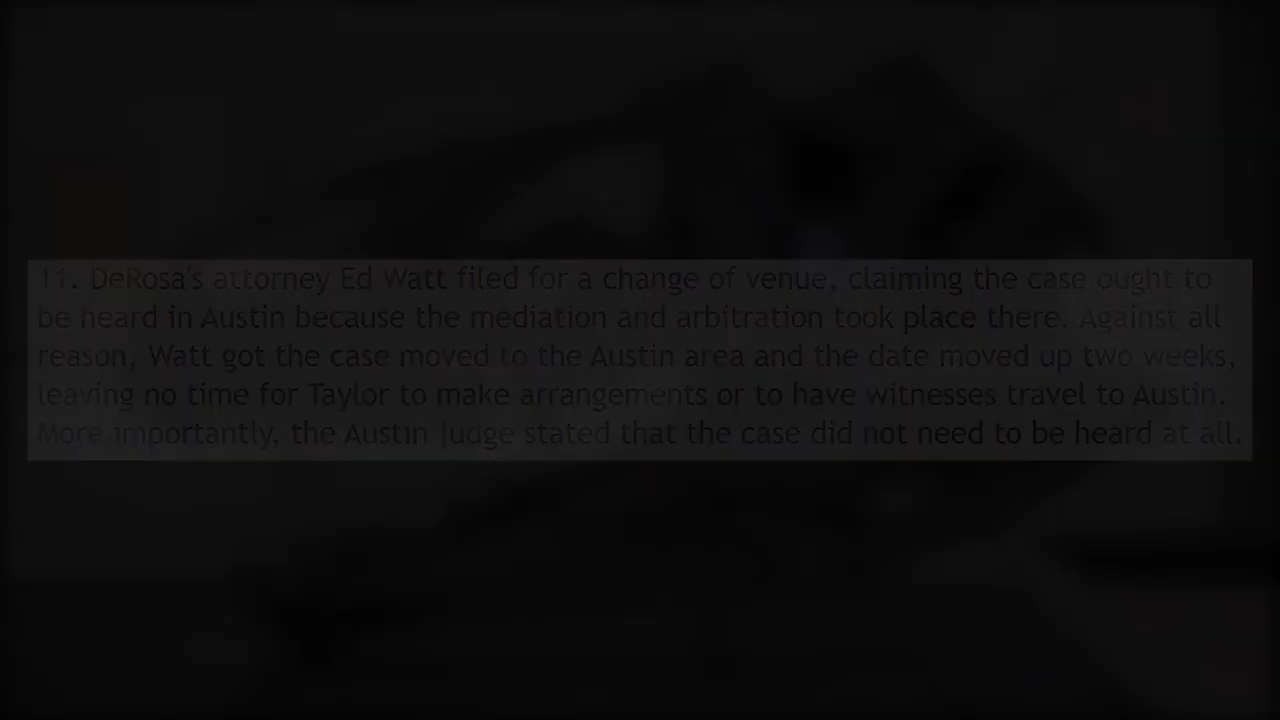 11. DeRosa's attorney Ed Watt filed for a change of venue, claiming the case ought to
be heard in Austin because the mediation and arbitration took place there. Against all
reason, Watt got the case moved to the Austin area and the date moved up two weeks,
leaving no time for Taylor to make arrangements or to have witnesses travel to Austin.
More importantly, the Austin judge stated that the case did not need to be heard at all.